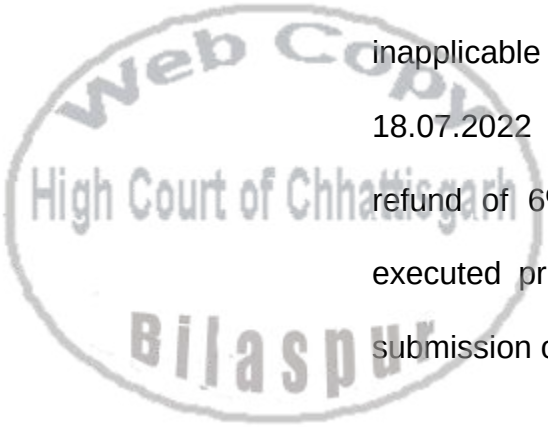 Web Copy
High Court of Chhattisgarh
Bilaspur
inapplicable
18.07.2022
refund of 6
executed pr
submission o